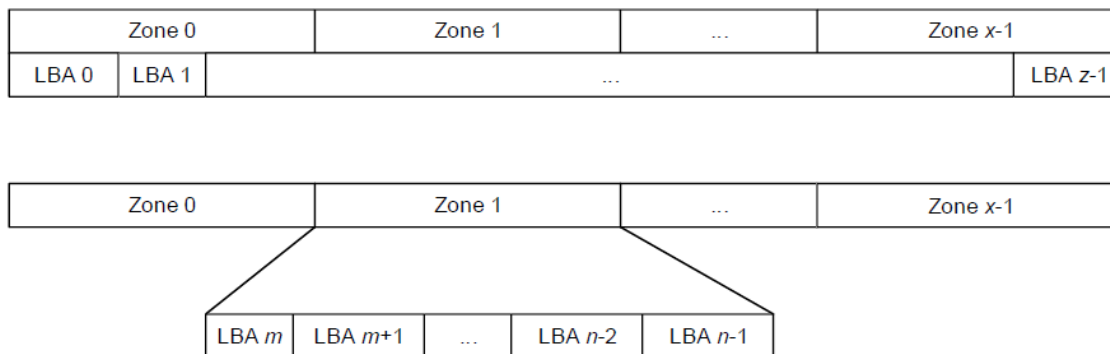 Zone 0 Zone 1 ... Zone x-1
LBA 0 LBA 1 ... LBA z-1
Zone 0 Zone 1 ... Zone x-1
LBA m LBA m+1 ... LBA n-2 LBA n-1